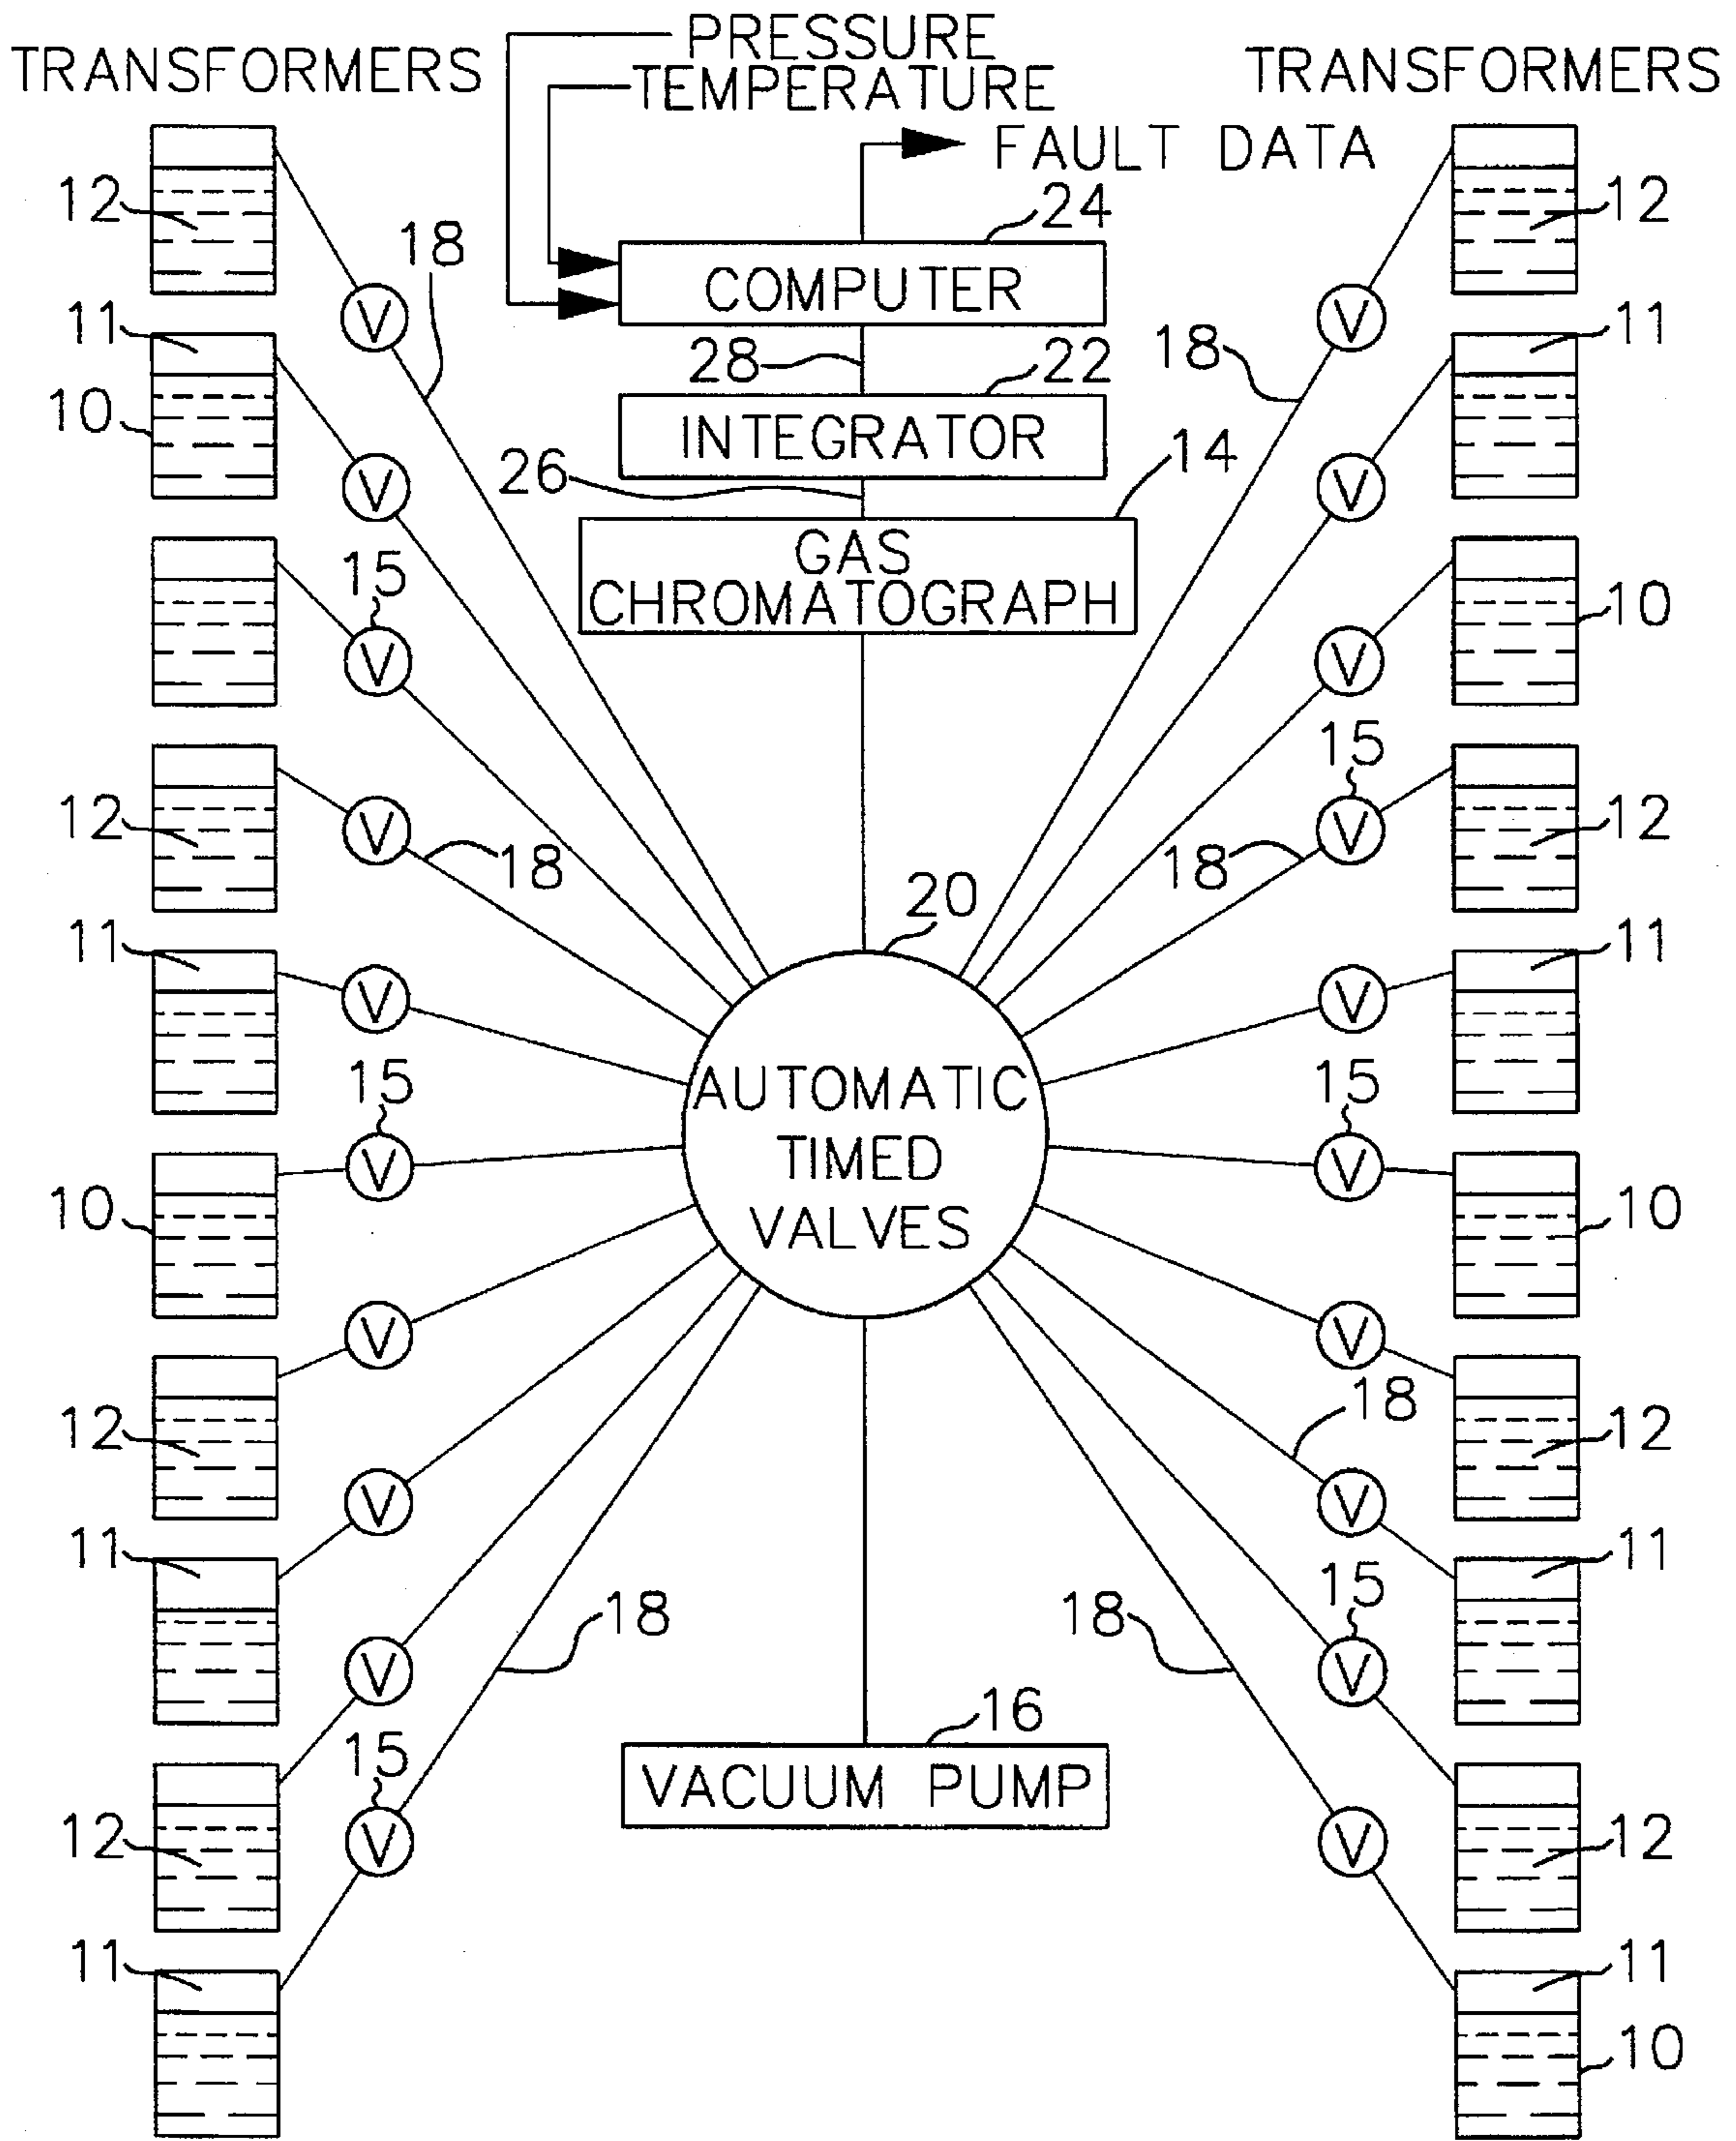 PRESSURE
TRANSFORMERS
TEMPERATURE
TRANSFORMERS
FAULT DATA
12
24
12
18
COMPUTER
V
V
11
11
28
18
22
10
INTEGRATOR
26
14
V
V
GAS
15
CHROMATOGRAPH
10
V
V
15
12
V
V
12
18
18
20
11
11
V
V
AUTOMATIC
15
15
TIMED
V
V
10
VALVES
10
V
V
18
12
12
V
V
11
11
15
18
18
V
V
16
15
VACUUM PUMP
12
V
V
12
11
11
10